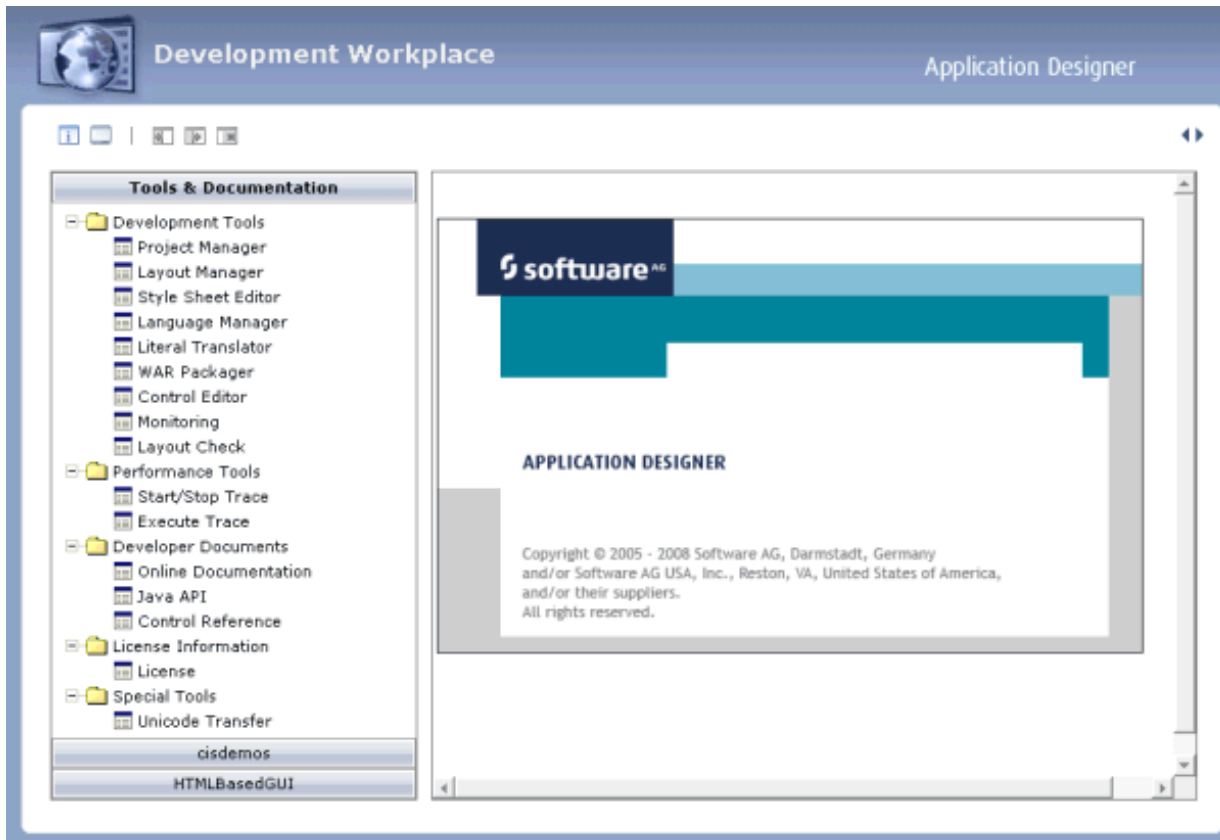 Development Workplace
Application Designer
Tools & Documentation
Development Tools
Project Manager
Layout Manager
Style Sheet Editor
Language Manager
Literal Translator
WAR Packager
Control Editor
Monitoring
Layout Check
Performance Tools
Start/Stop Trace
Execute Trace
Developer Documents
Online Documentation
Java API
Control Reference
License Information
License
Special Tools
Unicode Transfer
cisdemos
HTMLBasedGUI
software AG
APPLICATION DESIGNER
Copyright © 2005 - 2008 Software AG, Darmstadt, Germany
and/or Software AG USA, Inc., Reston, VA, United States of America,
and/or their suppliers.
All rights reserved.